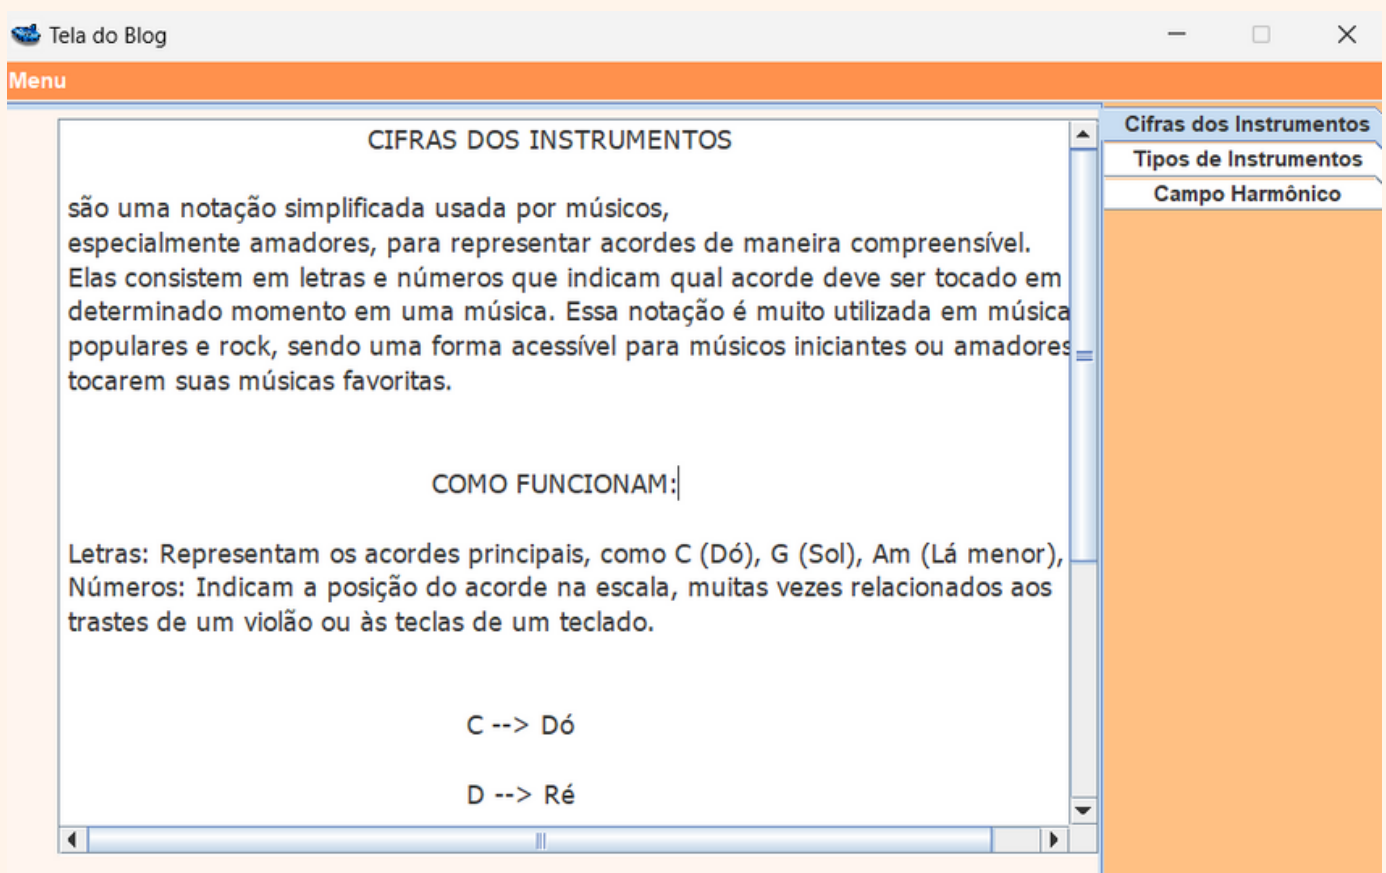 Tela do Blog
Menu
CIFRAS DOS INSTRUMENTOS
são uma notação simplificada usada por músicos,
especialmente amadores, para representar acordes de maneira compreensível.
Elas consistem em letras e números que indicam qual acorde deve ser tocado em
determinado momento em uma música. Essa notação é muito utilizada em música
populares e rock, sendo uma forma acessível para músicos iniciantes ou amadores
tocarem suas músicas favoritas.
COMO FUNCIONAM:
Letras: Representam os acordes principais, como C (Dó), G (Sol), Am (Lá menor),
Números: Indicam a posição do acorde na escala, muitas vezes relacionados aos
trastes de um violão ou às teclas de um teclado.
C --> Dó
D --> Ré
Cifras dos Instrumentos
Tipos de Instrumentos
Campo Harmônico